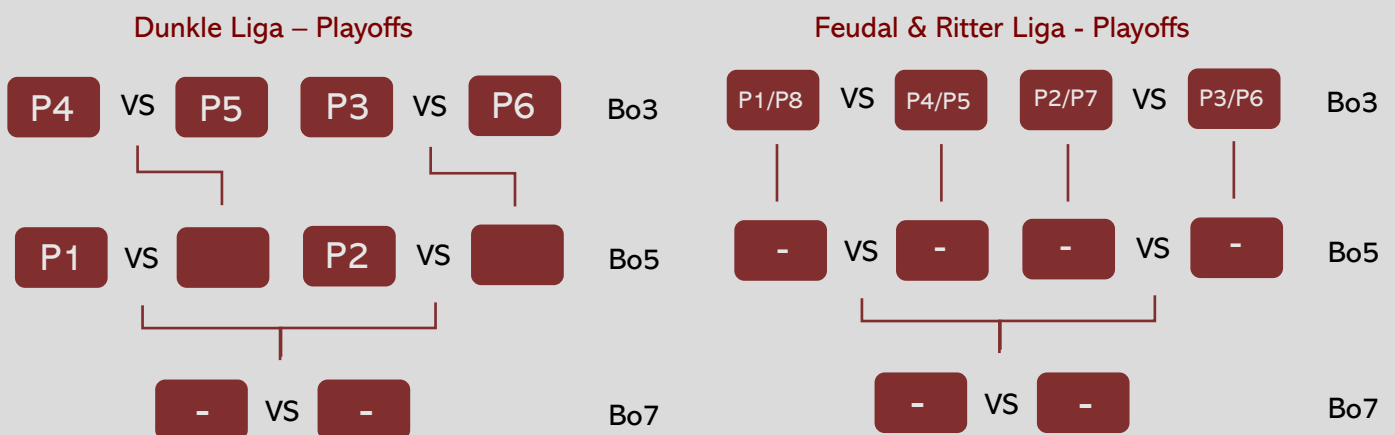 Dunkle Liga – Playoffs
P4 VS P5 P3 VS P6 Bo3
P1 VS P2 VS Bo5
- VS - Bo7
Feudal & Ritter Liga - Playoffs
P1/P8 VS P4/P5 P2/P7 VS P3/P6 Bo3
- VS - - VS - Bo5
- VS - Bo7